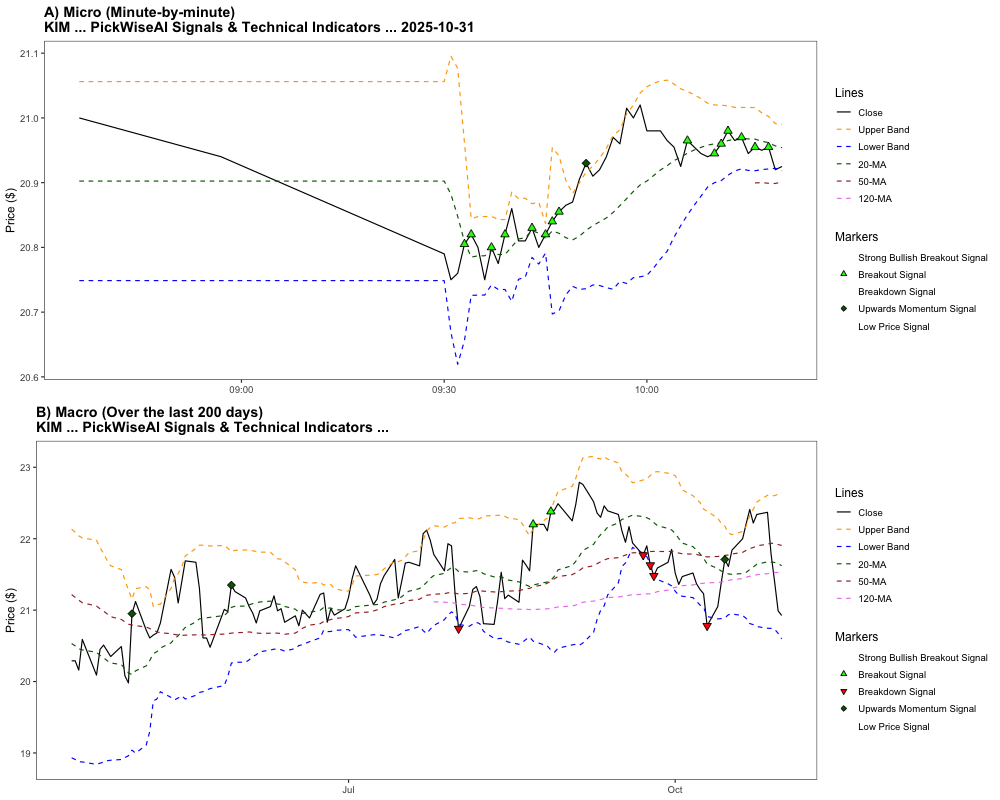 A) Micro (Minute-by-minute)
KIM ... PickWiseAI Signals & Technical Indicators ... 2025-10-31
21.1
21.0
20.9
20.8
20.7
20.6
Price ($)
09:00
09:30
10:00
Lines
Close
Upper Band
Lower Band
20-MA
50-MA
120-MA
Markers
Strong Bullish Breakout Signal
Breakout Signal
Breakdown Signal
Upwards Momentum Signal
Low Price Signal
B) Macro (Over the last 200 days)
KIM ... PickWiseAI Signals & Technical Indicators ...
23
22
21
20
19
Price ($)
Jul
Oct
Lines
Close
Upper Band
Lower Band
20-MA
50-MA
120-MA
Markers
Strong Bullish Breakout Signal
Breakout Signal
Breakdown Signal
Upwards Momentum Signal
Low Price Signal